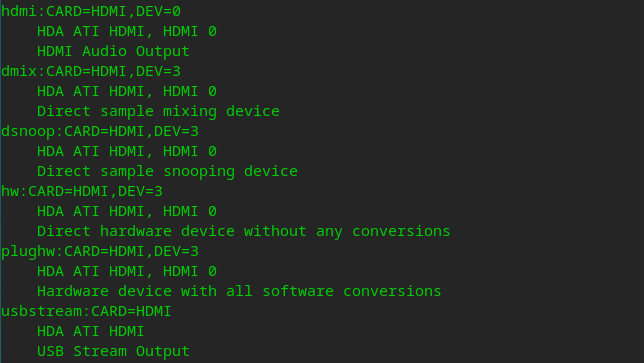 hdmi:CARD=HDMI,DEV=0
    HDA ATI HDMI, HDMI 0
    HDMI Audio Output
dmix:CARD=HDMI,DEV=3
    HDA ATI HDMI, HDMI 0
    Direct sample mixing device
dsnoop:CARD=HDMI,DEV=3
    HDA ATI HDMI, HDMI 0
    Direct sample snooping device
hw:CARD=HDMI,DEV=3
    HDA ATI HDMI, HDMI 0
    Direct hardware device without any conversions
plughw:CARD=HDMI,DEV=3
    HDA ATI HDMI, HDMI 0
    Hardware device with all software conversions
usbstream:CARD=HDMI
    HDA ATI HDMI
    USB Stream Output